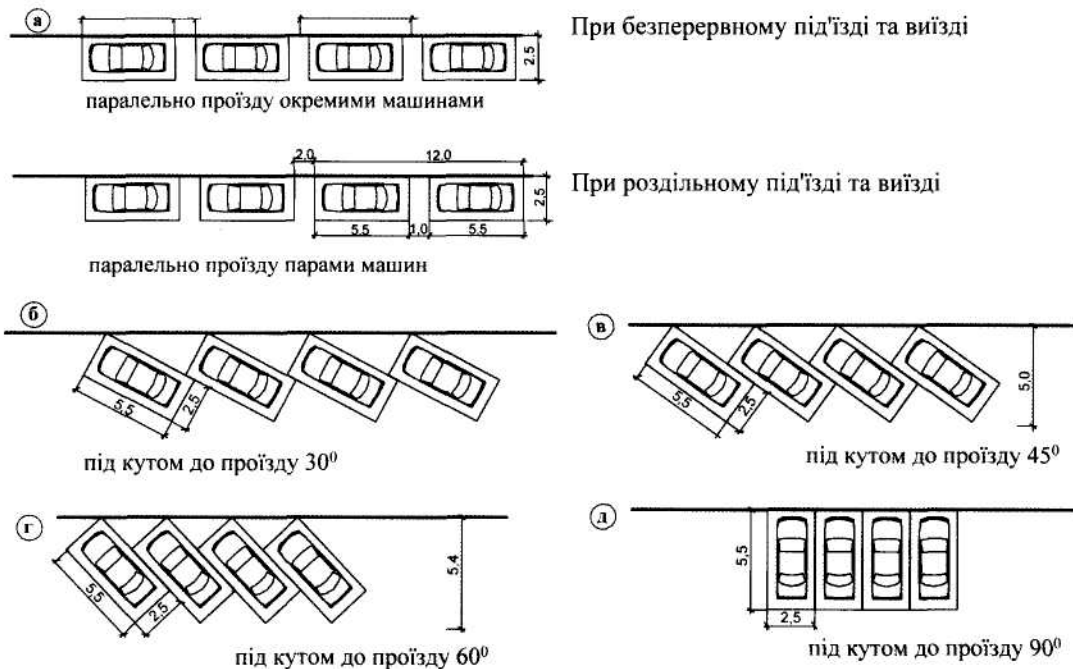 а
При безперервному під'їзді та виїзді
2,5
паралельно проїзду окремими машинами
2,0
12,0
При роздільному під'їзді та виїзді
2,5
5.5
1,0
5.5
паралельно проїзду парами машин
б
в
5,5
2,5
5,5
2,5
5,0
під кутом до проїзду 30⁰
під кутом до проїзду 45⁰
г
д
5,5
2,5
5,4
5,5
2,5
під кутом до проїзду 60⁰
під кутом до проїзду 90⁰